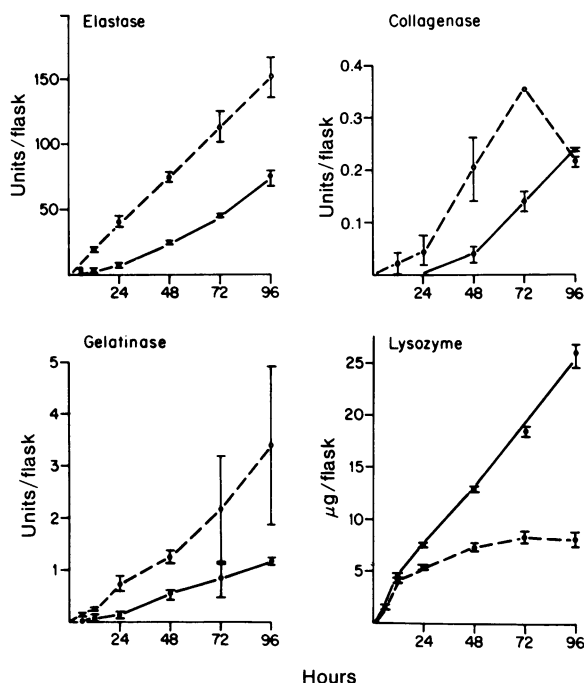 Elastase
Units/flask
150
100
50
24 48 72 96
Collagenase
Units/flask
0.4
0.3
0.2
0.1
24 48 72 96
Gelatinase
Units/flask
5
4
3
2
1
24 48 72 96
Lysozyme
µg/flask
25
20
15
10
5
24 48 72 96
Hours